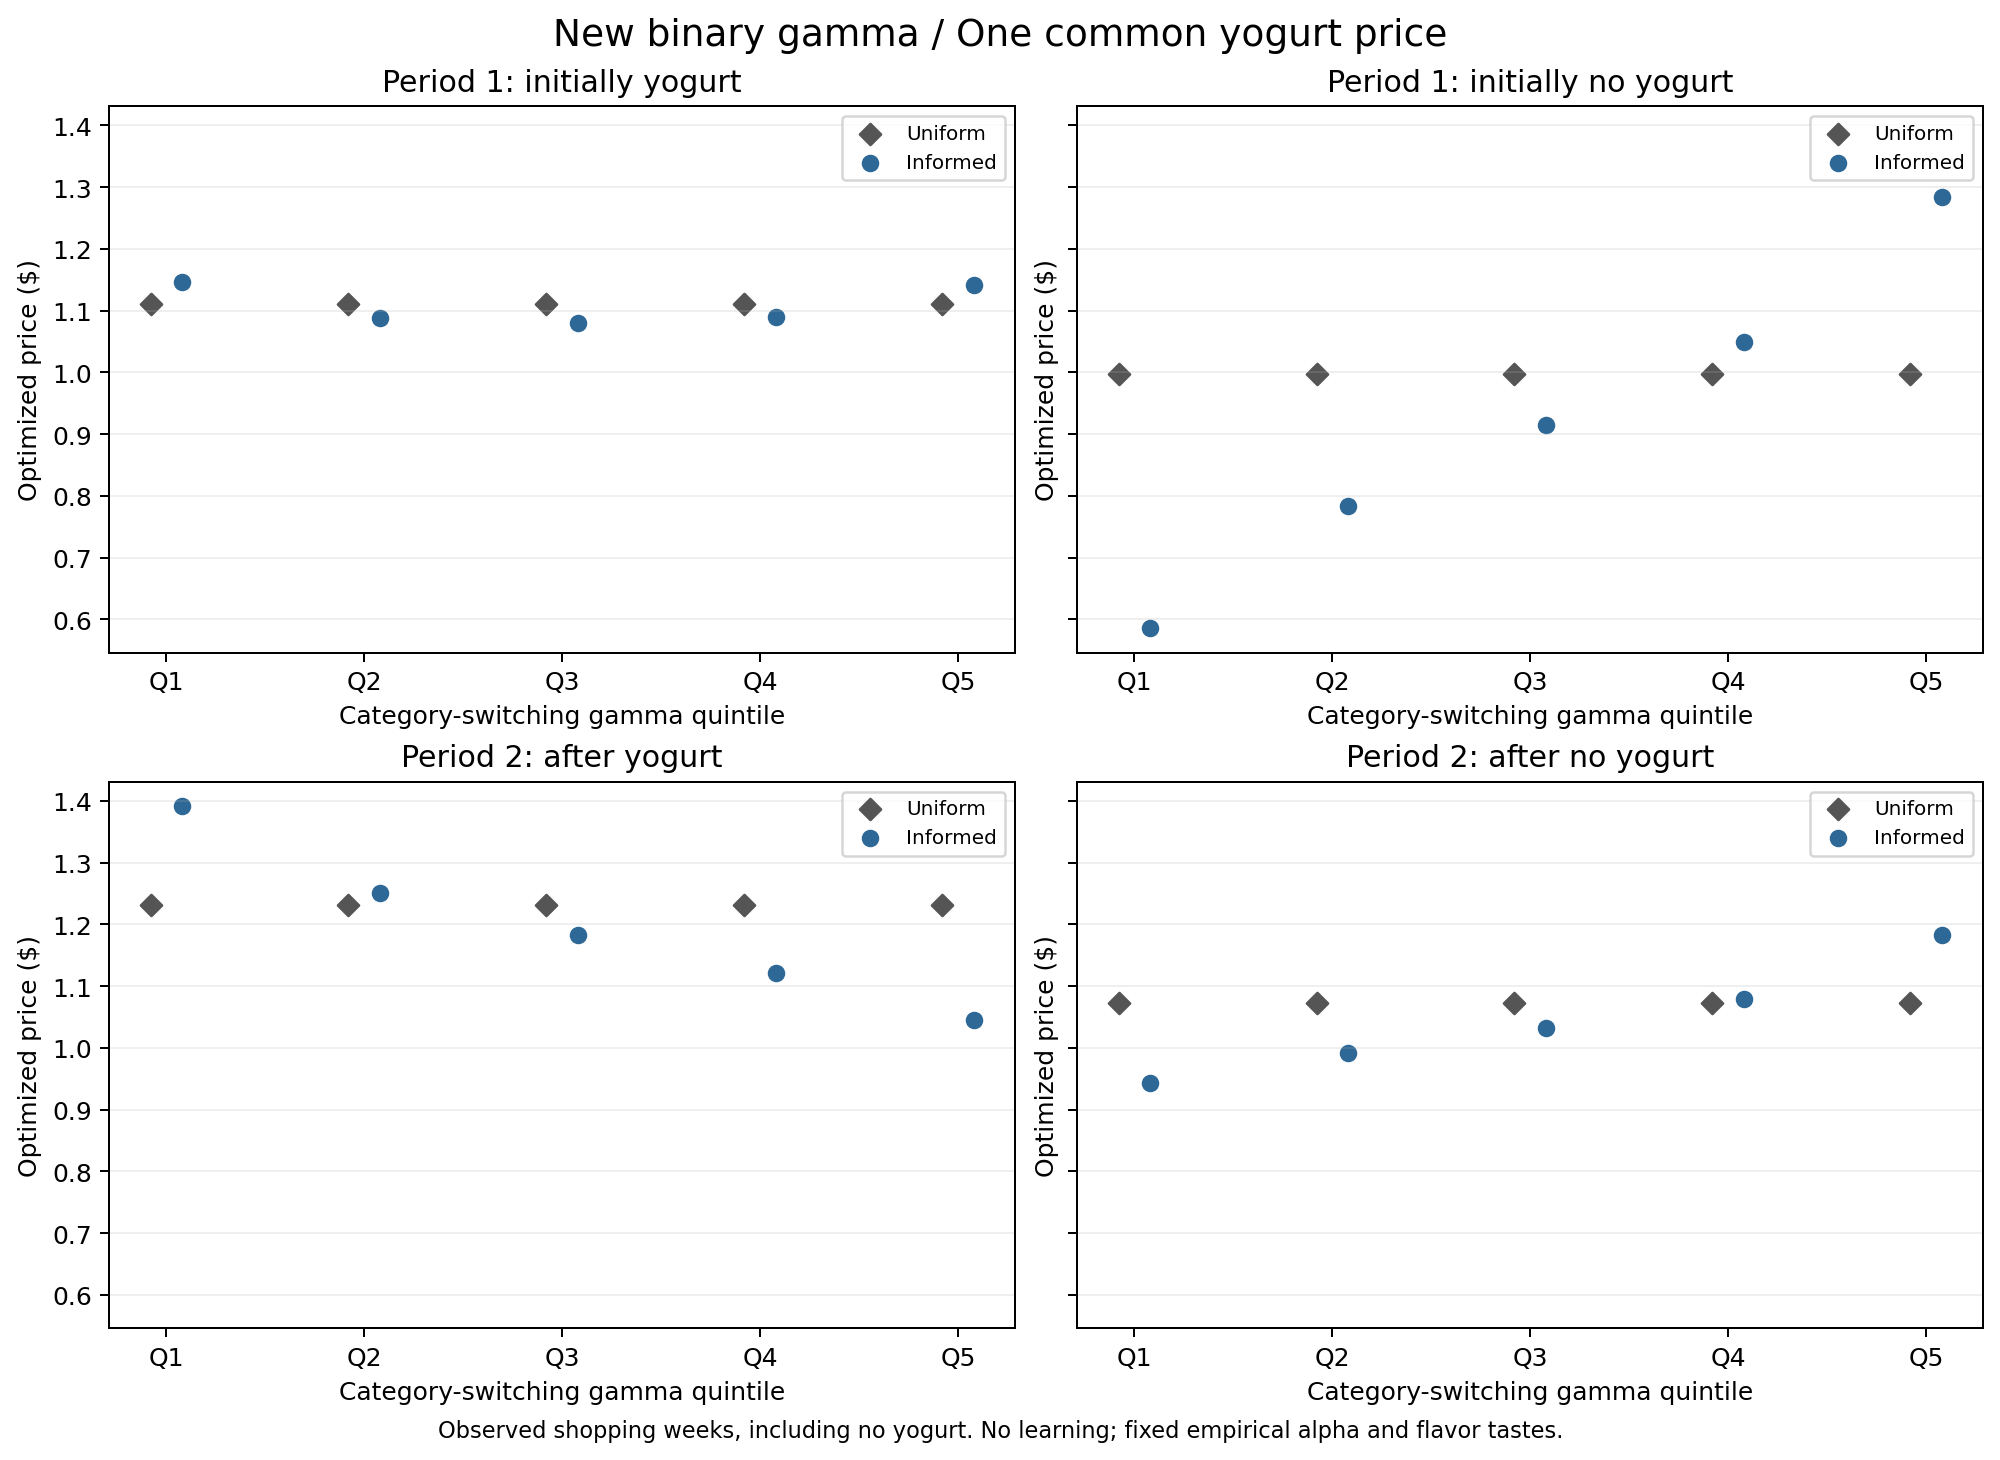 New binary gamma / One common yogurt price
Period 1: initially yogurt
Optimized price ($)
1.4
1.3
1.2
1.1
1.0
0.9
0.8
0.7
0.6
Uniform
Informed
Q1 Q2 Q3 Q4 Q5
Category-switching gamma quintile
Period 1: initially no yogurt
Optimized price ($)
Uniform
Informed
Q1 Q2 Q3 Q4 Q5
Category-switching gamma quintile
Period 2: after yogurt
Optimized price ($)
1.4
1.3
1.2
1.1
1.0
0.9
0.8
0.7
0.6
Uniform
Informed
Q1 Q2 Q3 Q4 Q5
Category-switching gamma quintile
Period 2: after no yogurt
Optimized price ($)
Uniform
Informed
Q1 Q2 Q3 Q4 Q5
Category-switching gamma quintile
Observed shopping weeks, including no yogurt. No learning; fixed empirical alpha and flavor tastes.